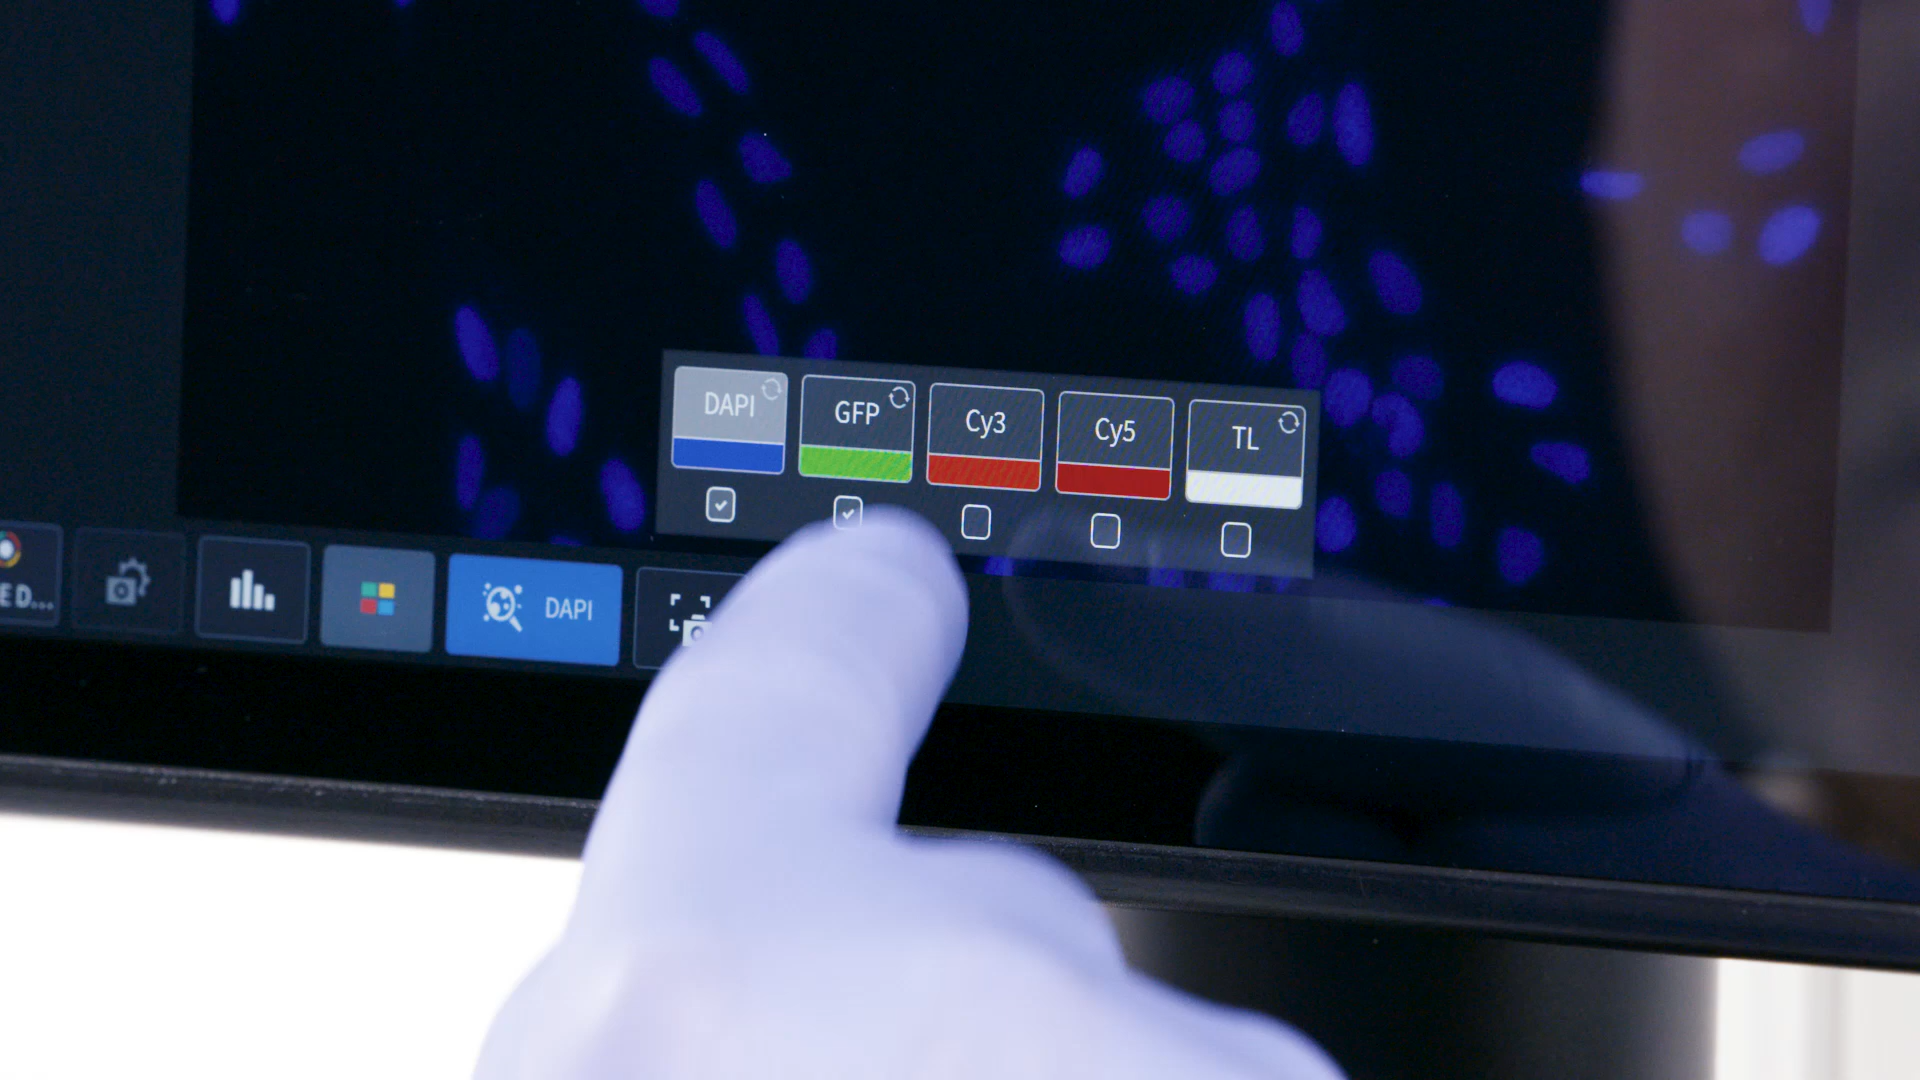 DAPI
GFP
Cy3
Cy5
TL
E D...
DAPI